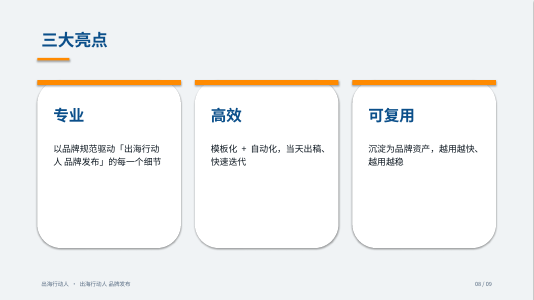 三大亮点
专业
以品牌规范驱动「出海行动
人 品牌发布」的每一个细节
高效
模板化 + 自动化，当天出稿、
快速迭代
可复用
沉淀为品牌资产，越用越快、
越用越稳
出海行动人 · 出海行动人 品牌发布
06 / 09